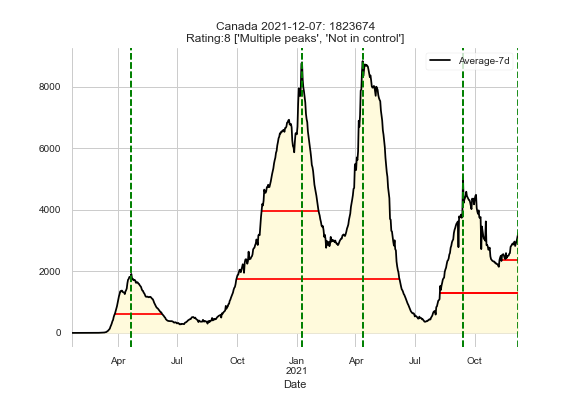 Canada 2021-12-07: 1823674
Rating:8 ['Multiple peaks', 'Not in control']
Average-7d
8000
6000
4000
2000
0
Apr Jul Oct Jan Apr Jul Oct
2021
Date